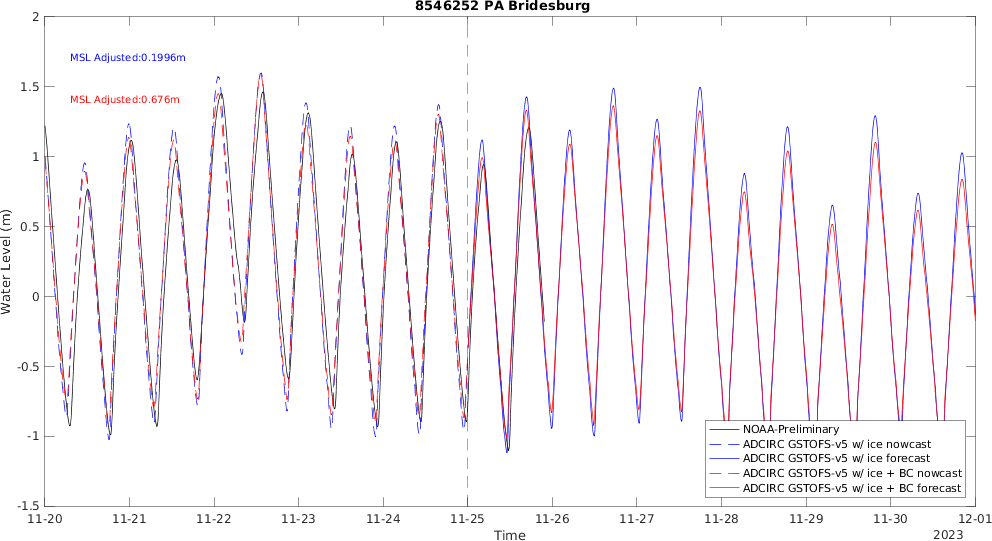 8546252 PA Bridesburg
MSL Adjusted:0.1996m
MSL Adjusted:0.676m
Water Level (m)
2
1.5
1
0.5
0
-0.5
-1
-1.5
NOAA-Preliminary
ADCIRC GSTOFS-v5 w/ ice nowcast
ADCIRC GSTOFS-v5 w/ ice forecast
ADCIRC GSTOFS-v5 w/ ice + BC nowcast
ADCIRC GSTOFS-v5 w/ ice + BC forecast
11-20 11-21 11-22 11-23 11-24 11-25 11-26 11-27 11-28 11-29 11-30 12-01
Time
2023